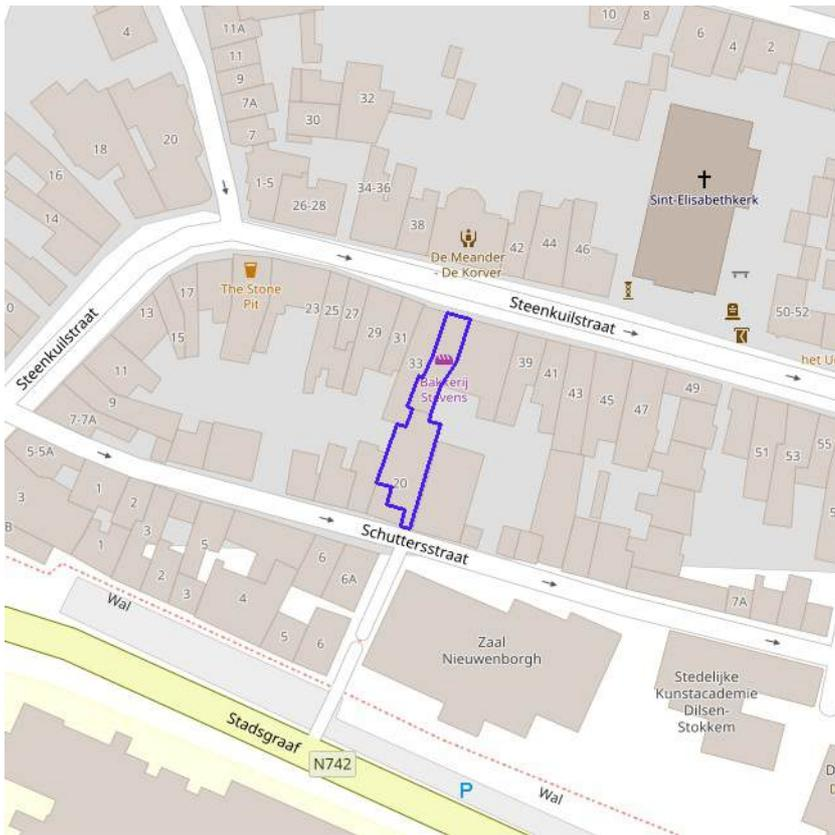 4
11A
10
8
6
4
2
11
9
7A
7
32
30
18
20
16
14
1-5
26-28
34-36
38
De Meander
- De Korver
42
44
46
Sint-Elisabethkerk
Steenkuilstraat
The Stone
Pit
17
13
15
23
25
27
29
31
33
Steenkuilstraat
50-52
het U
Bakkerij
Stevens
39
41
43
45
47
49
11
9
7-7A
5-5A
51
53
55
3
1
2
3
5
20
Schuttersstraat
B
1
2
3
4
5
6
6
6A
7A
Wal
Zaal
Nieuwenborgh
Stedelijke
Kunstacademie
Dilsen-
Stokkem
Stadsgraaf
N742
P
Wal
D